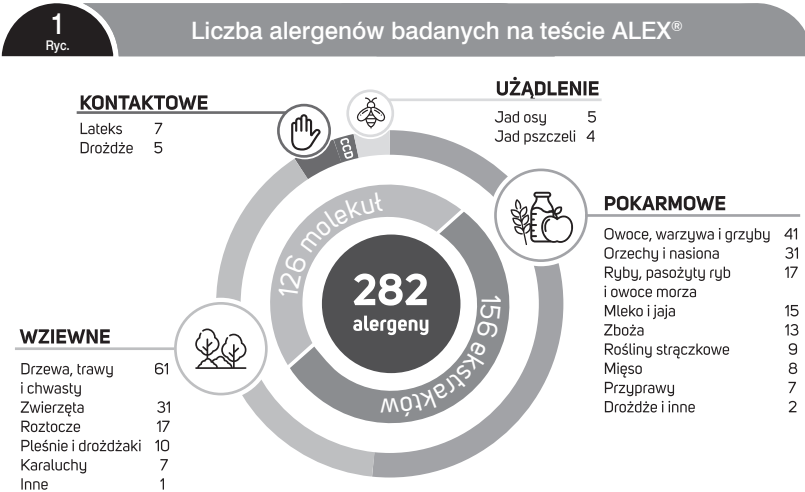 1
Ryc.
Liczba alergenów badanych na teście ALEX®
KONTAKTOWE
Lateks 7
Drożdże 5
CCD
UŻĄDLENIE
Jad osy 5
Jad pszczeli 4
POKARMOWE
Owoce, warzywa i grzyby 41
Orzechy i nasiona 31
Ryby, pasożyty ryb 17
i owoce morza
Mleko i jaja 15
Zboża 13
Rośliny strączkowe 9
Mięso 8
Przyprawy 7
Drożdże i inne 2
126 molekuł
282
alergeny
156 ekstraktów
WZIEWNE
Drzewa, trawy 61
i chwasty
Zwierzęta 31
Roztocze 17
Pleśnie i drożdżaki 10
Karaluchy 7
Inne 1